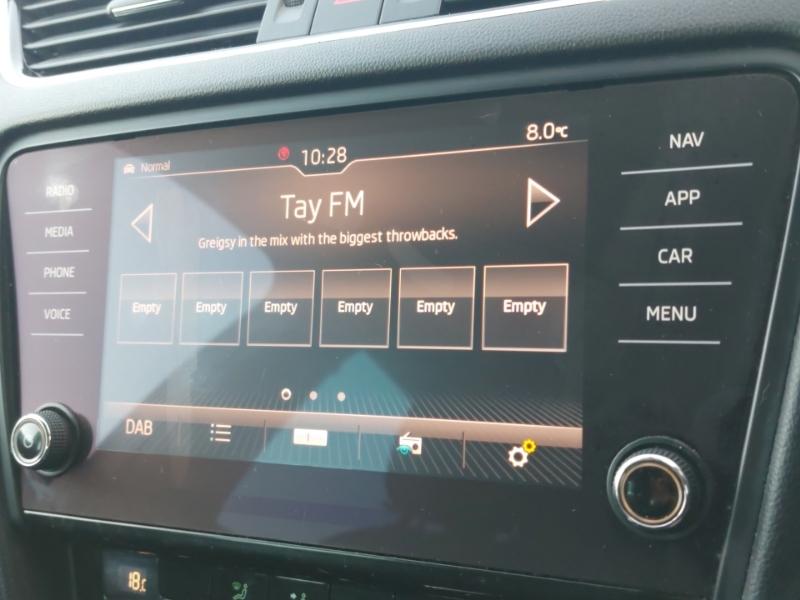 Normal
10:28
8.0°C
Tay FM
Greigsy in the mix with the biggest throwbacks.
Empty Empty Empty Empty Empty Empty
DAB
RADIO
MEDIA
PHONE
VOICE
NAV
APP
CAR
MENU
18.C